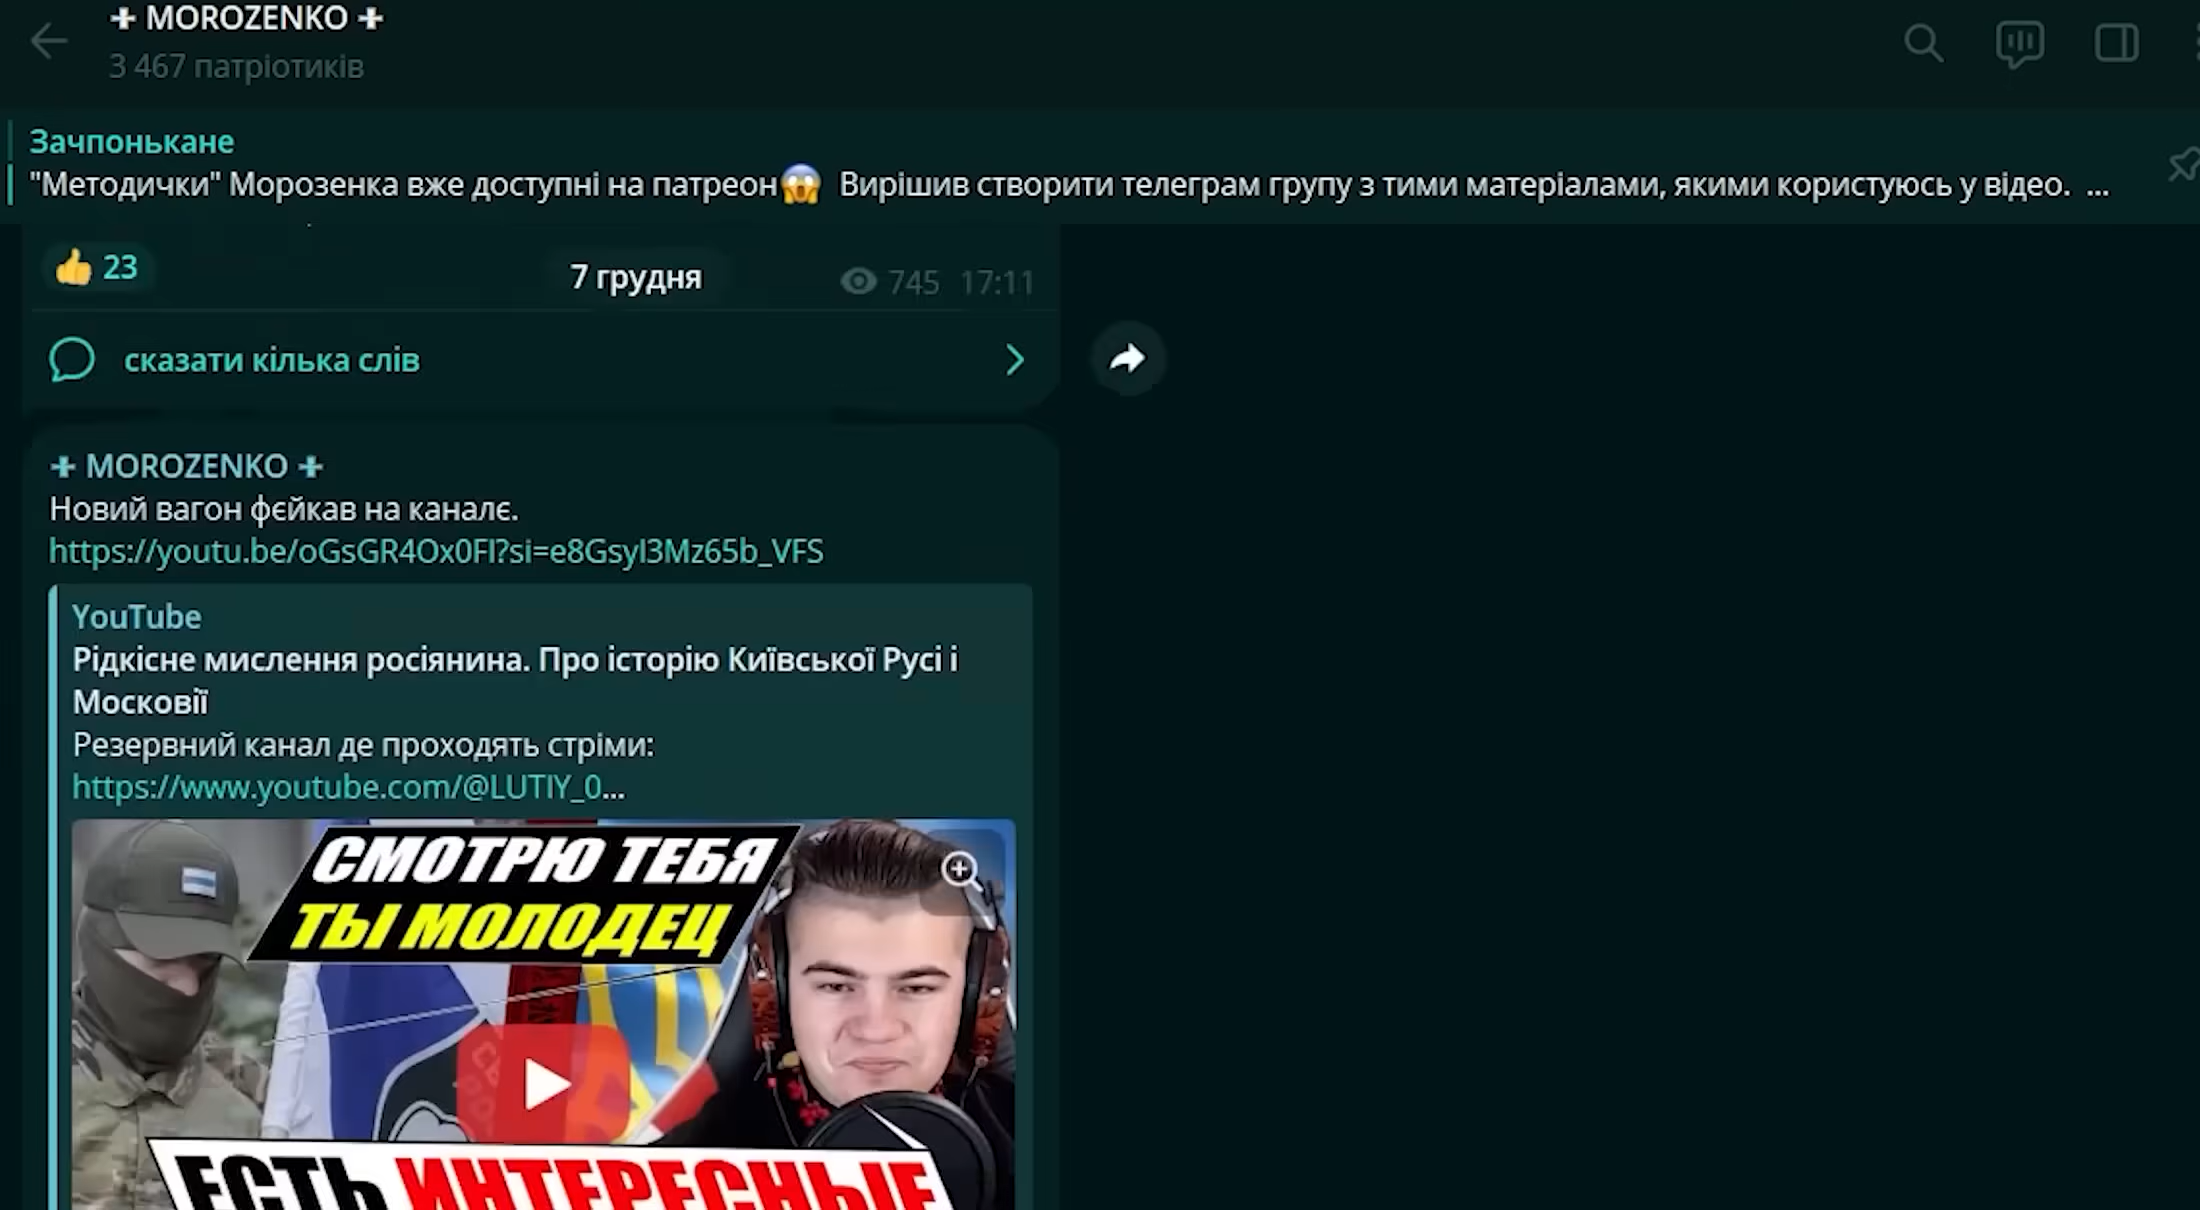 MOROZENKO
3 467 патріотиків
Зачпонькане
"Методички" Морозенка вже доступні на патреон😱 Вирішив створити телеграм групу з тими матеріалами, якими користуюсь у відео. ...
👍 23
7 грудня
745 17:11
сказати кілька слів
MOROZENKO
Новий вагон фєйкав на каналє.
https://youtu.be/oGsGR4Ox0FI?si=e8GsyI3Mz65b_VFS
YouTube
Рідкісне мислення росіянина. Про історію Київської Русі і
Московії
Резервний канал де проходять стріми:
https://www.youtube.com/@LUTIY_0...
СМОТРЮ ТЕБЯ
ТЫ МОЛОДЕЦ
ЕСТЬ ИНТЕРЕСНЫЕ